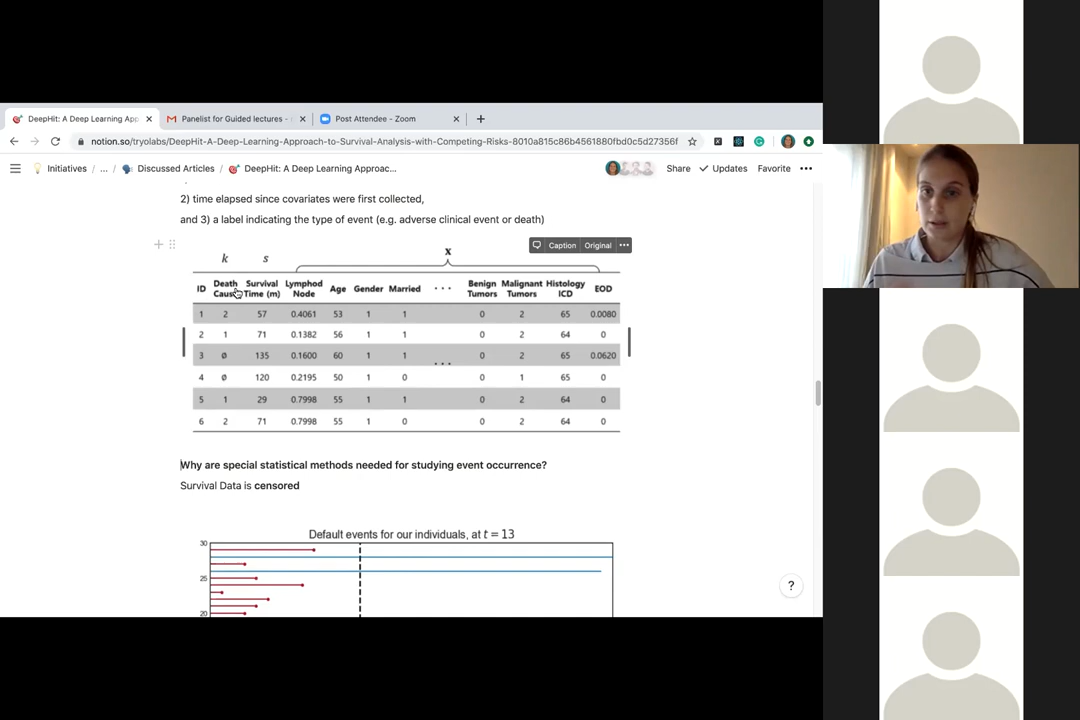 DeepHit: A Deep Learning App
Panelist for Guided lectures -
Post Attendee - Zoom
notion.so/tryolabs/DeepHit-A-Deep-Learning-Approach-to-Survival-Analysis-with-Competing-Risks-8010a815c86b4561880fbd0c5d27356f
Initiatives / ... / Discussed Articles / DeepHit: A Deep Learning Approac...
Share Updates Favorite
2) time elapsed since covariates were first collected,
and 3) a label indicating the type of event (e.g. adverse clinical event or death)
Caption Original
k s x
ID Death Cause Survival Time (m) Lymphod Node Age Gender Married ... Benign Tumors Malignant Tumors Histology ICD EOD
1 2 57 0.4061 53 1 1 0 2 65 0.0080
2 1 71 0.1382 56 1 1 0 2 64 0
3 ø 135 0.1600 60 1 1 ... 0 2 65 0.0620
4 ø 120 0.2195 50 1 0 0 1 65 0
5 1 29 0.7998 55 1 1 0 2 64 0
6 2 71 0.7998 55 1 0 0 2 64 0
Why are special statistical methods needed for studying event occurrence?
Survival Data is censored
Default events for our individuals, at t = 13
30
25
20
?